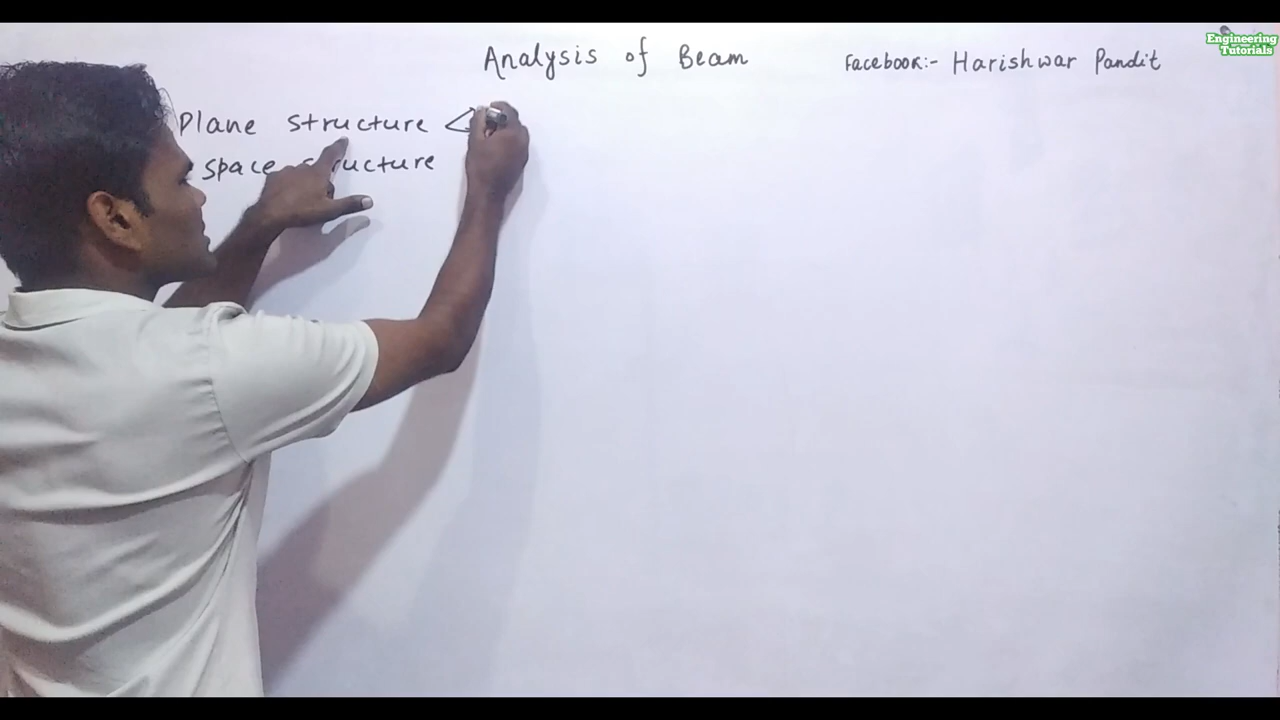 Analysis of Beam
Facebook:- Harishwar Pandit
Engineering
Tutorials
Plane structure <
space structure